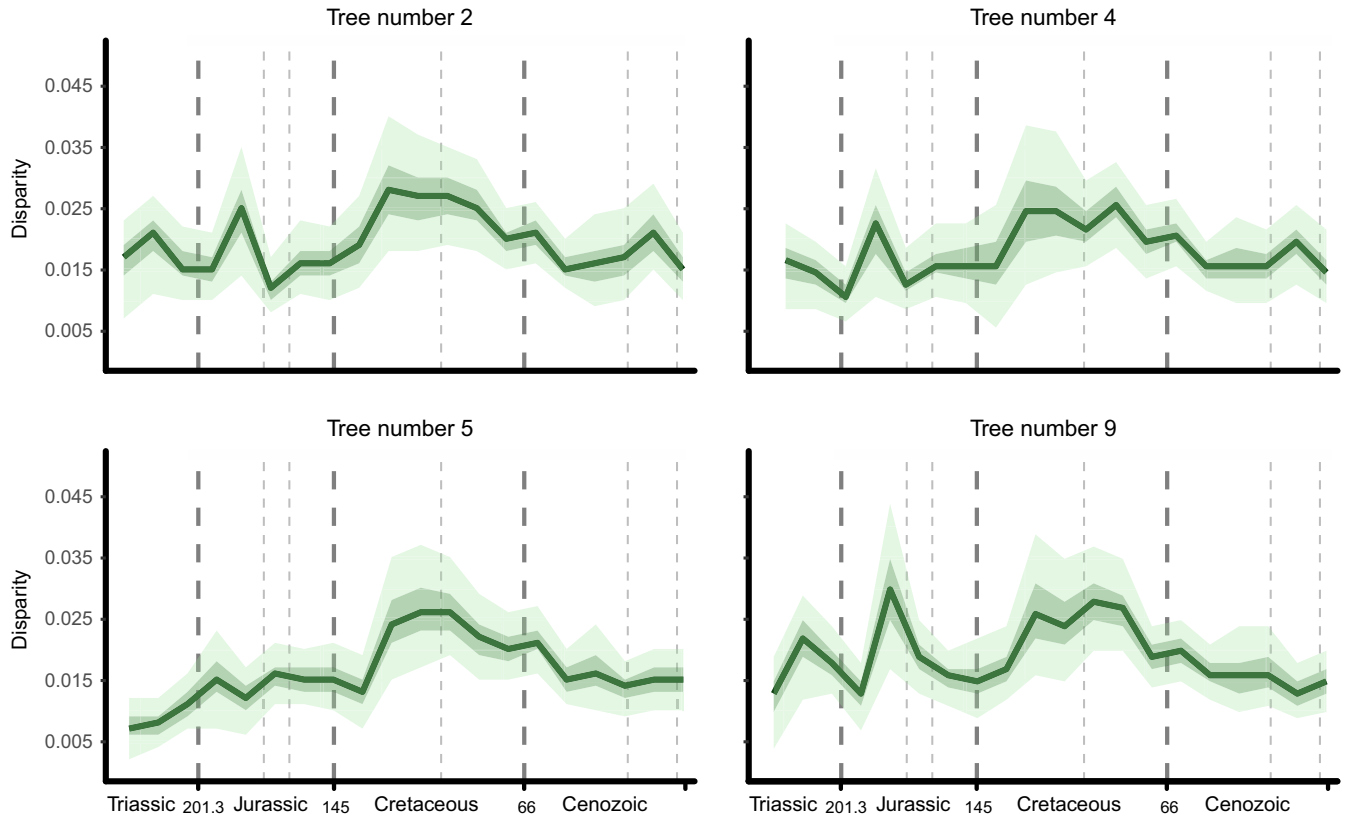 Tree number 2
Tree number 4
Disparity
0.045
0.035
0.025
0.015
0.005
Tree number 5
Tree number 9
Disparity
0.045
0.035
0.025
0.015
0.005
Triassic 201.3 Jurassic 145 Cretaceous 66 Cenozoic
Triassic 201.3 Jurassic 145 Cretaceous 66 Cenozoic